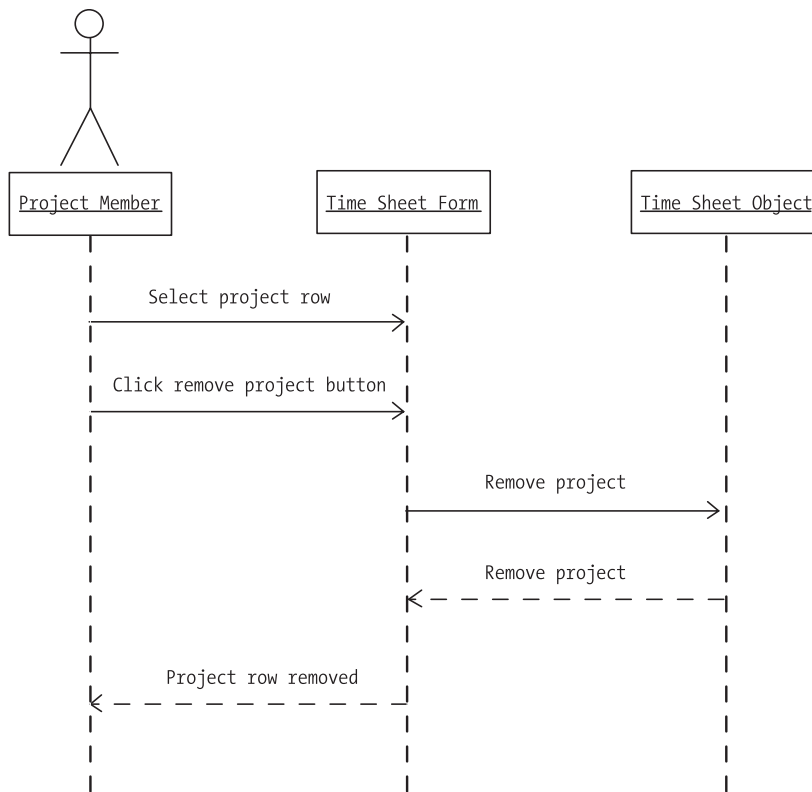 Project Member
Time Sheet Form
Time Sheet Object
Select project row
Click remove project button
Remove project
Remove project
Project row removed